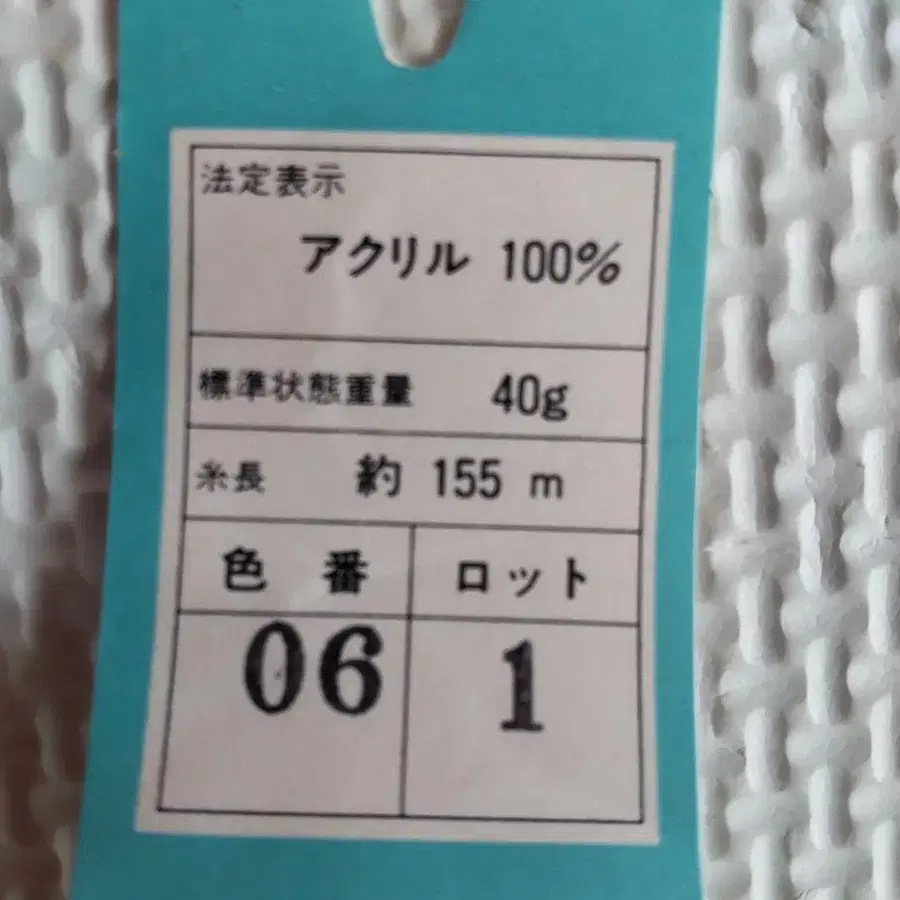 法定表示
アクリル 100%
標準状態重量 40g
糸長 約 155 m
色番 ロット
06 1